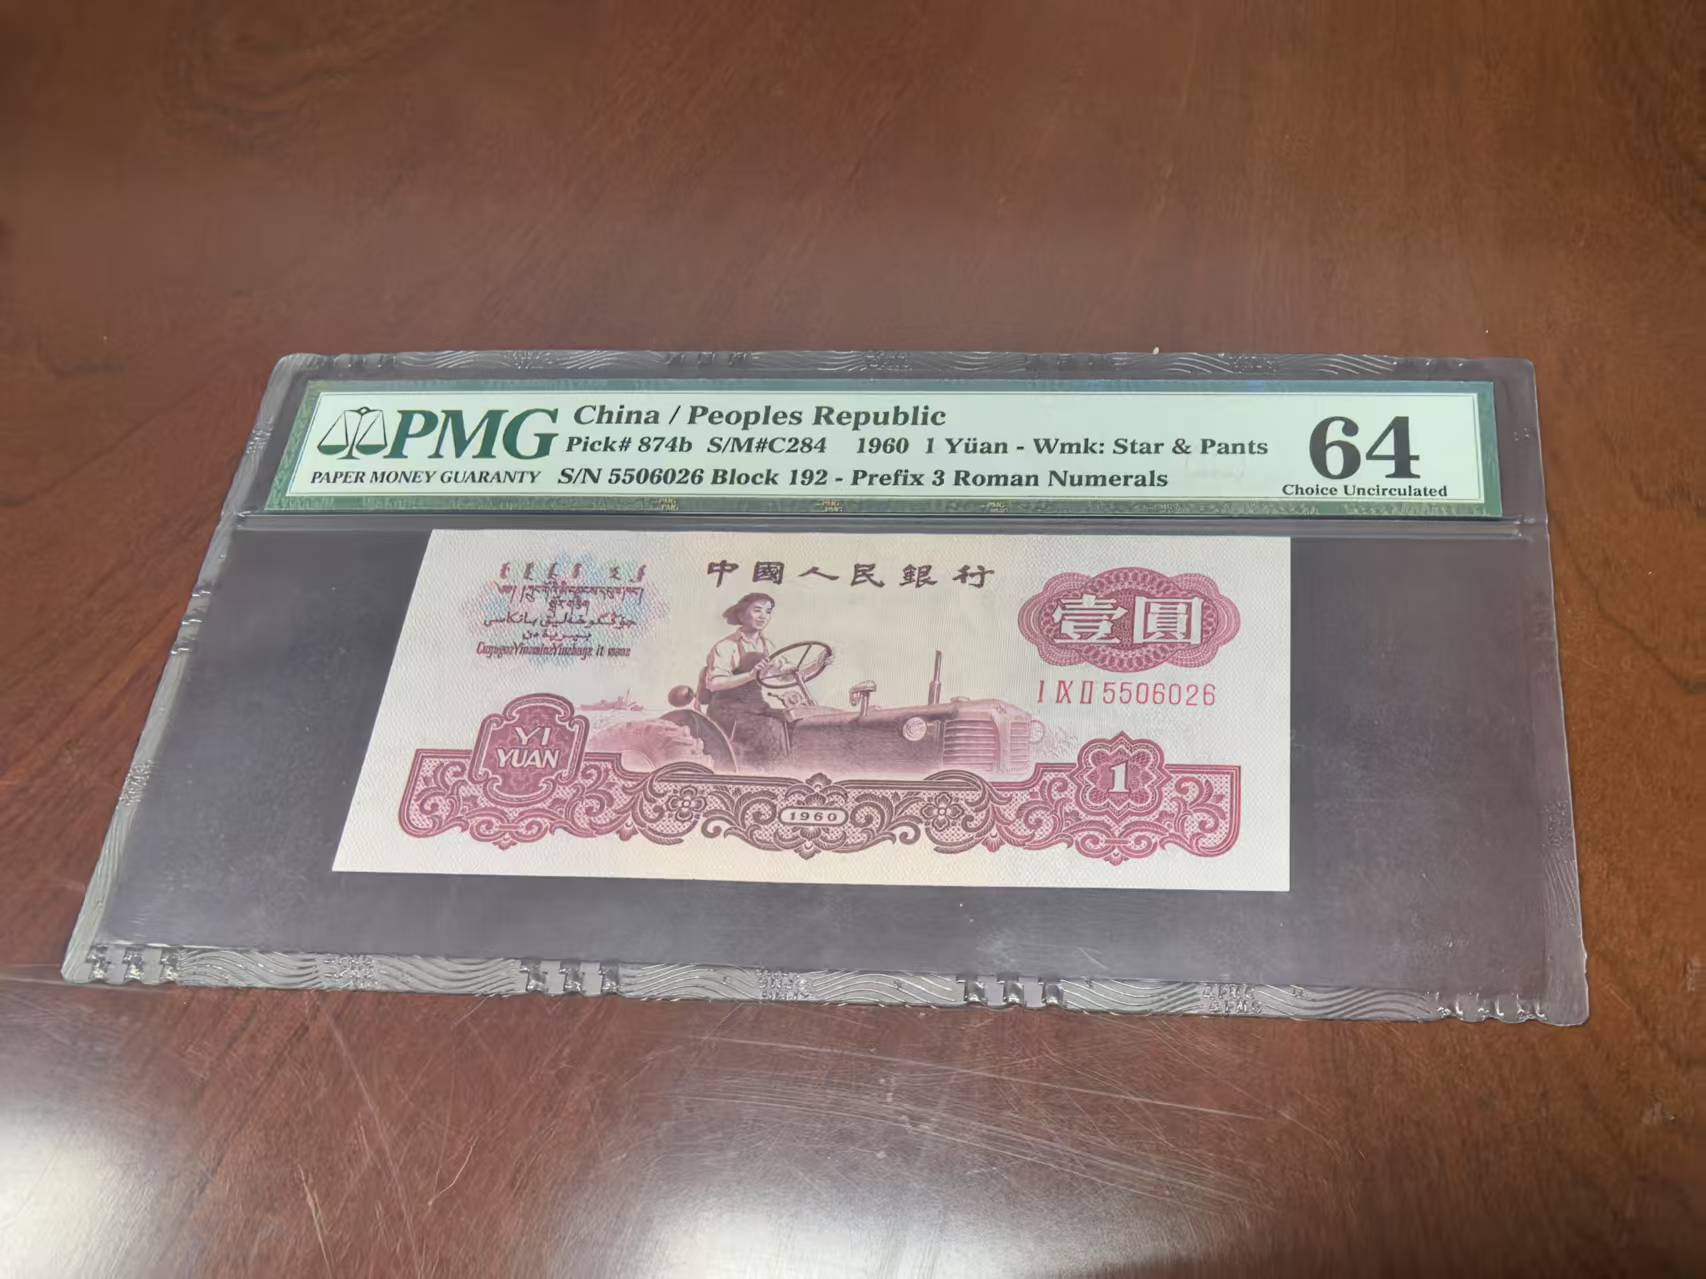 PMG
PAPER MONEY GUARANTY
China / Peoples Republic
Pick# 874b S/M#C284 1960 1 Yüan - Wmk: Star & Pants
S/N 5506026 Block 192 - Prefix 3 Roman Numerals
64
Choice Uncirculated
中國人民銀行
壹圓
I IX II 5506026
YI
YUAN
1
1960